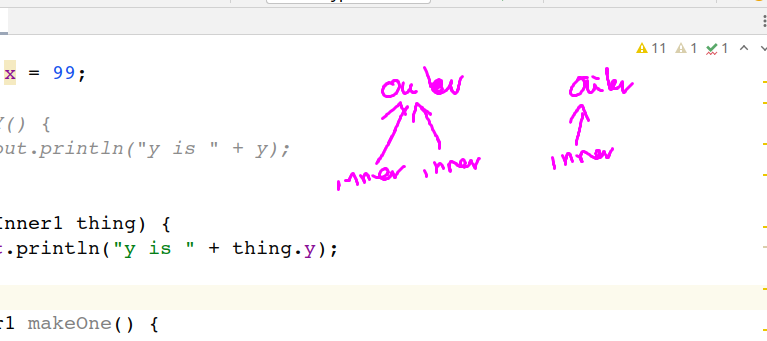 11 1 1
x = 99;
outer outer
Y() {
out.println("y is " + y);
inner inner inner
Inner1 thing) {
t.println("y is " + thing.y);
r1 makeOne() {